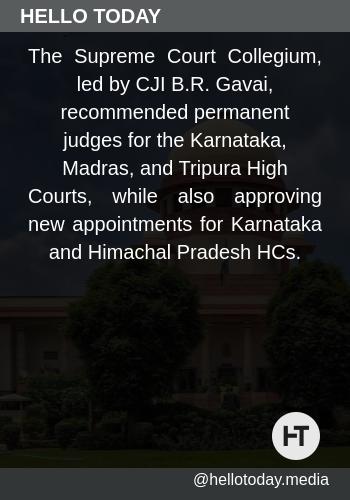 HELLO TODAY
The Supreme Court Collegium,
led by CJI B.R. Gavai,
recommended permanent
judges for the Karnataka,
Madras, and Tripura High
Courts, while also approving
new appointments for Karnataka
and Himachal Pradesh HCs.
HT
@hellotoday.media